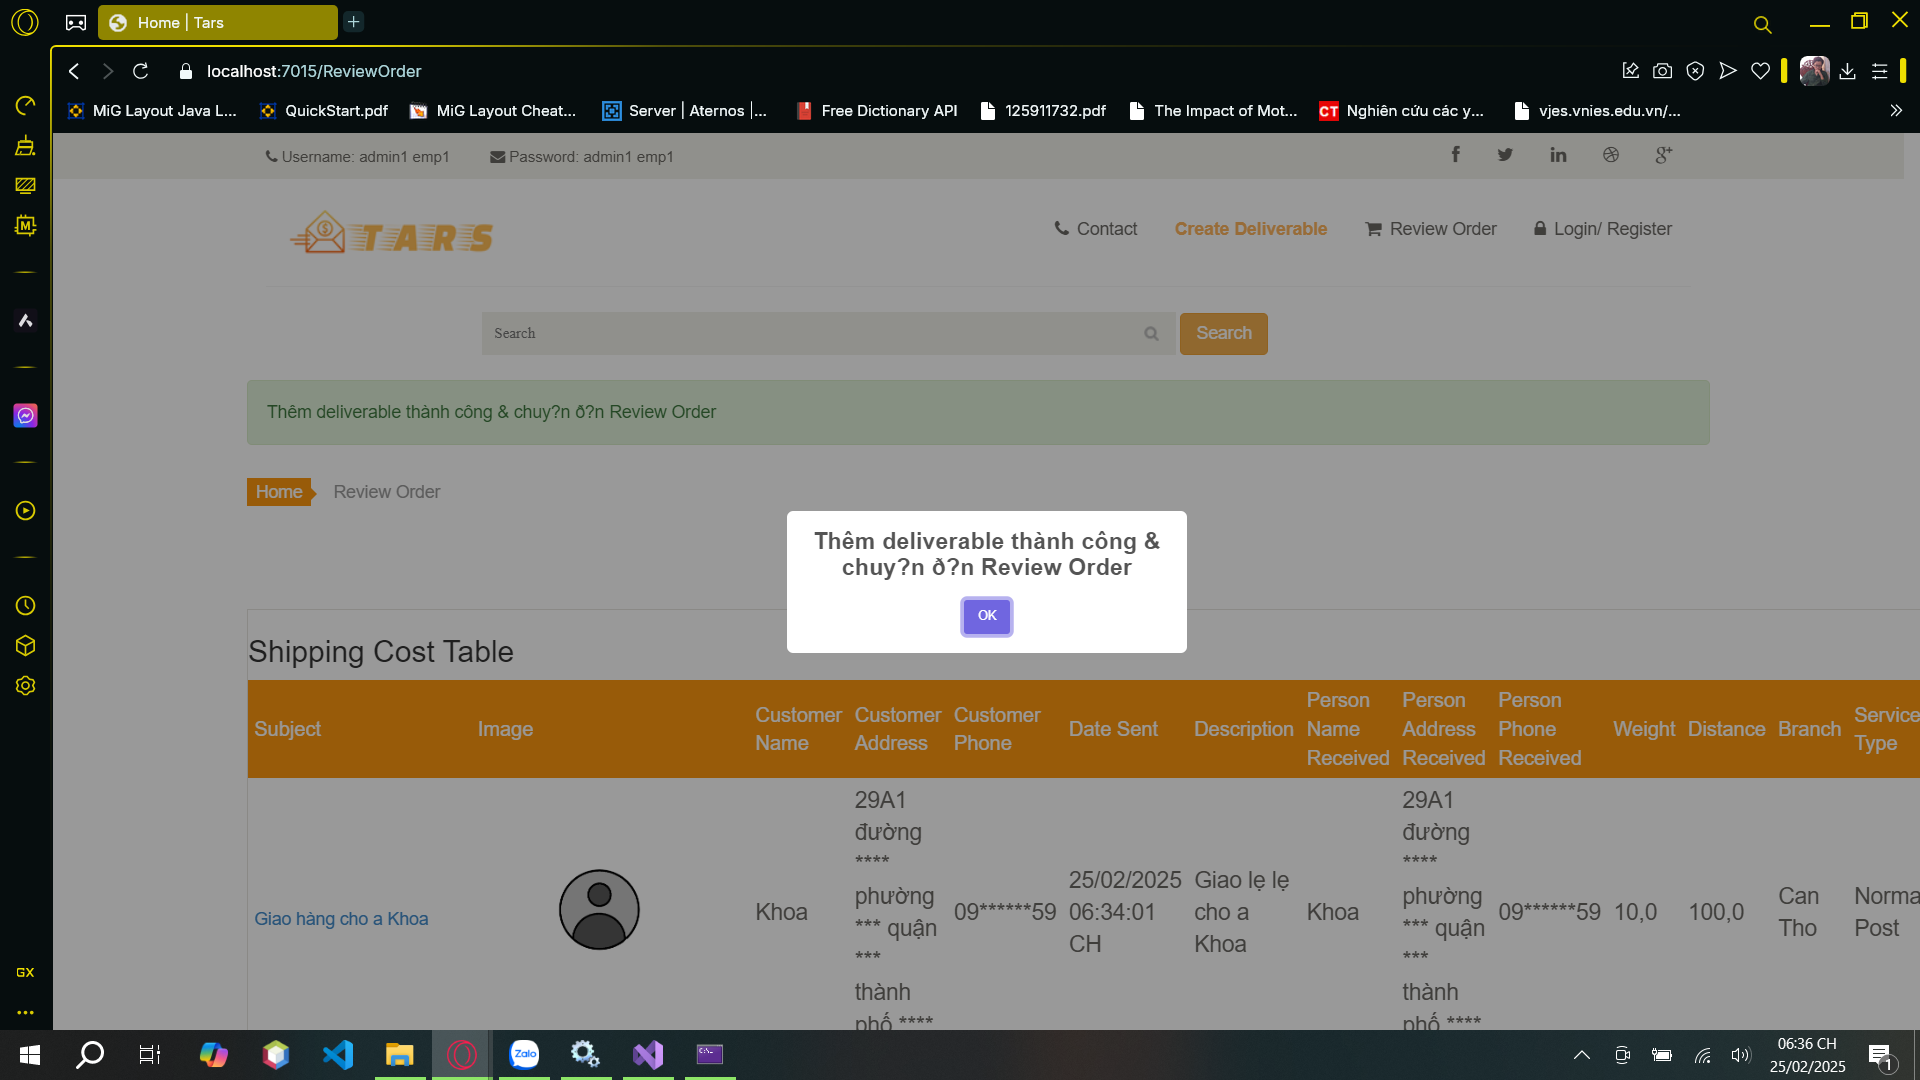 Home | Tars
localhost:7015/ReviewOrder
MiG Layout Java L... QuickStart.pdf MiG Layout Cheat... Server | Aternos |... Free Dictionary API 125911732.pdf The Impact of Mot... CT Nghiên cứu các y... vjes.vnies.edu.vn/...
Username: admin1 emp1 Password: admin1 emp1
TARS
Contact Create Deliverable Review Order Login/ Register
Search Search
Thêm deliverable thành công & chuy?n ð?n Review Order
Home Review Order
Thêm deliverable thành công &
chuy?n ð?n Review Order
OK
Shipping Cost Table
Subject Image Customer Name Customer Address Customer Phone Date Sent Description Person Name Received Person Address Received Person Phone Received Weight Distance Branch Service Type
Giao hàng cho a Khoa
Khoa
29A1
đường
****
phường
*** quận
***
thành
phố ****
09******59
25/02/2025
06:34:01
CH
Giao lẹ lẹ
cho a
Khoa
Khoa
29A1
đường
****
phường
*** quận
***
thành
phố ****
09******59
10,0
100,0
Can
Tho
Norma
Post
GX
Zalo
06:36 CH
25/02/2025
1